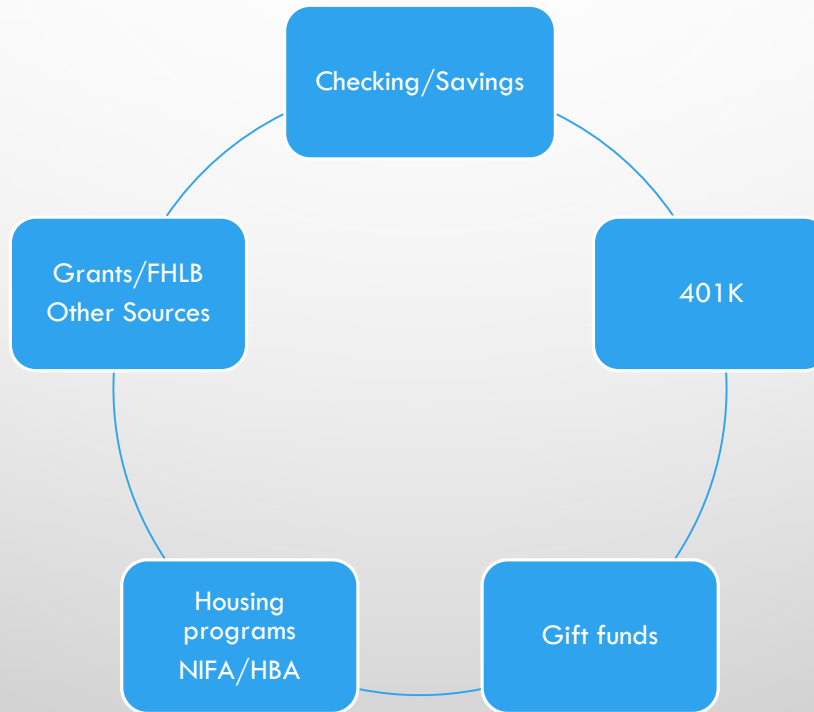 Checking/Savings
401K
Gift funds
Housing
programs
NIFA/HBA
Grants/FHLB
Other Sources